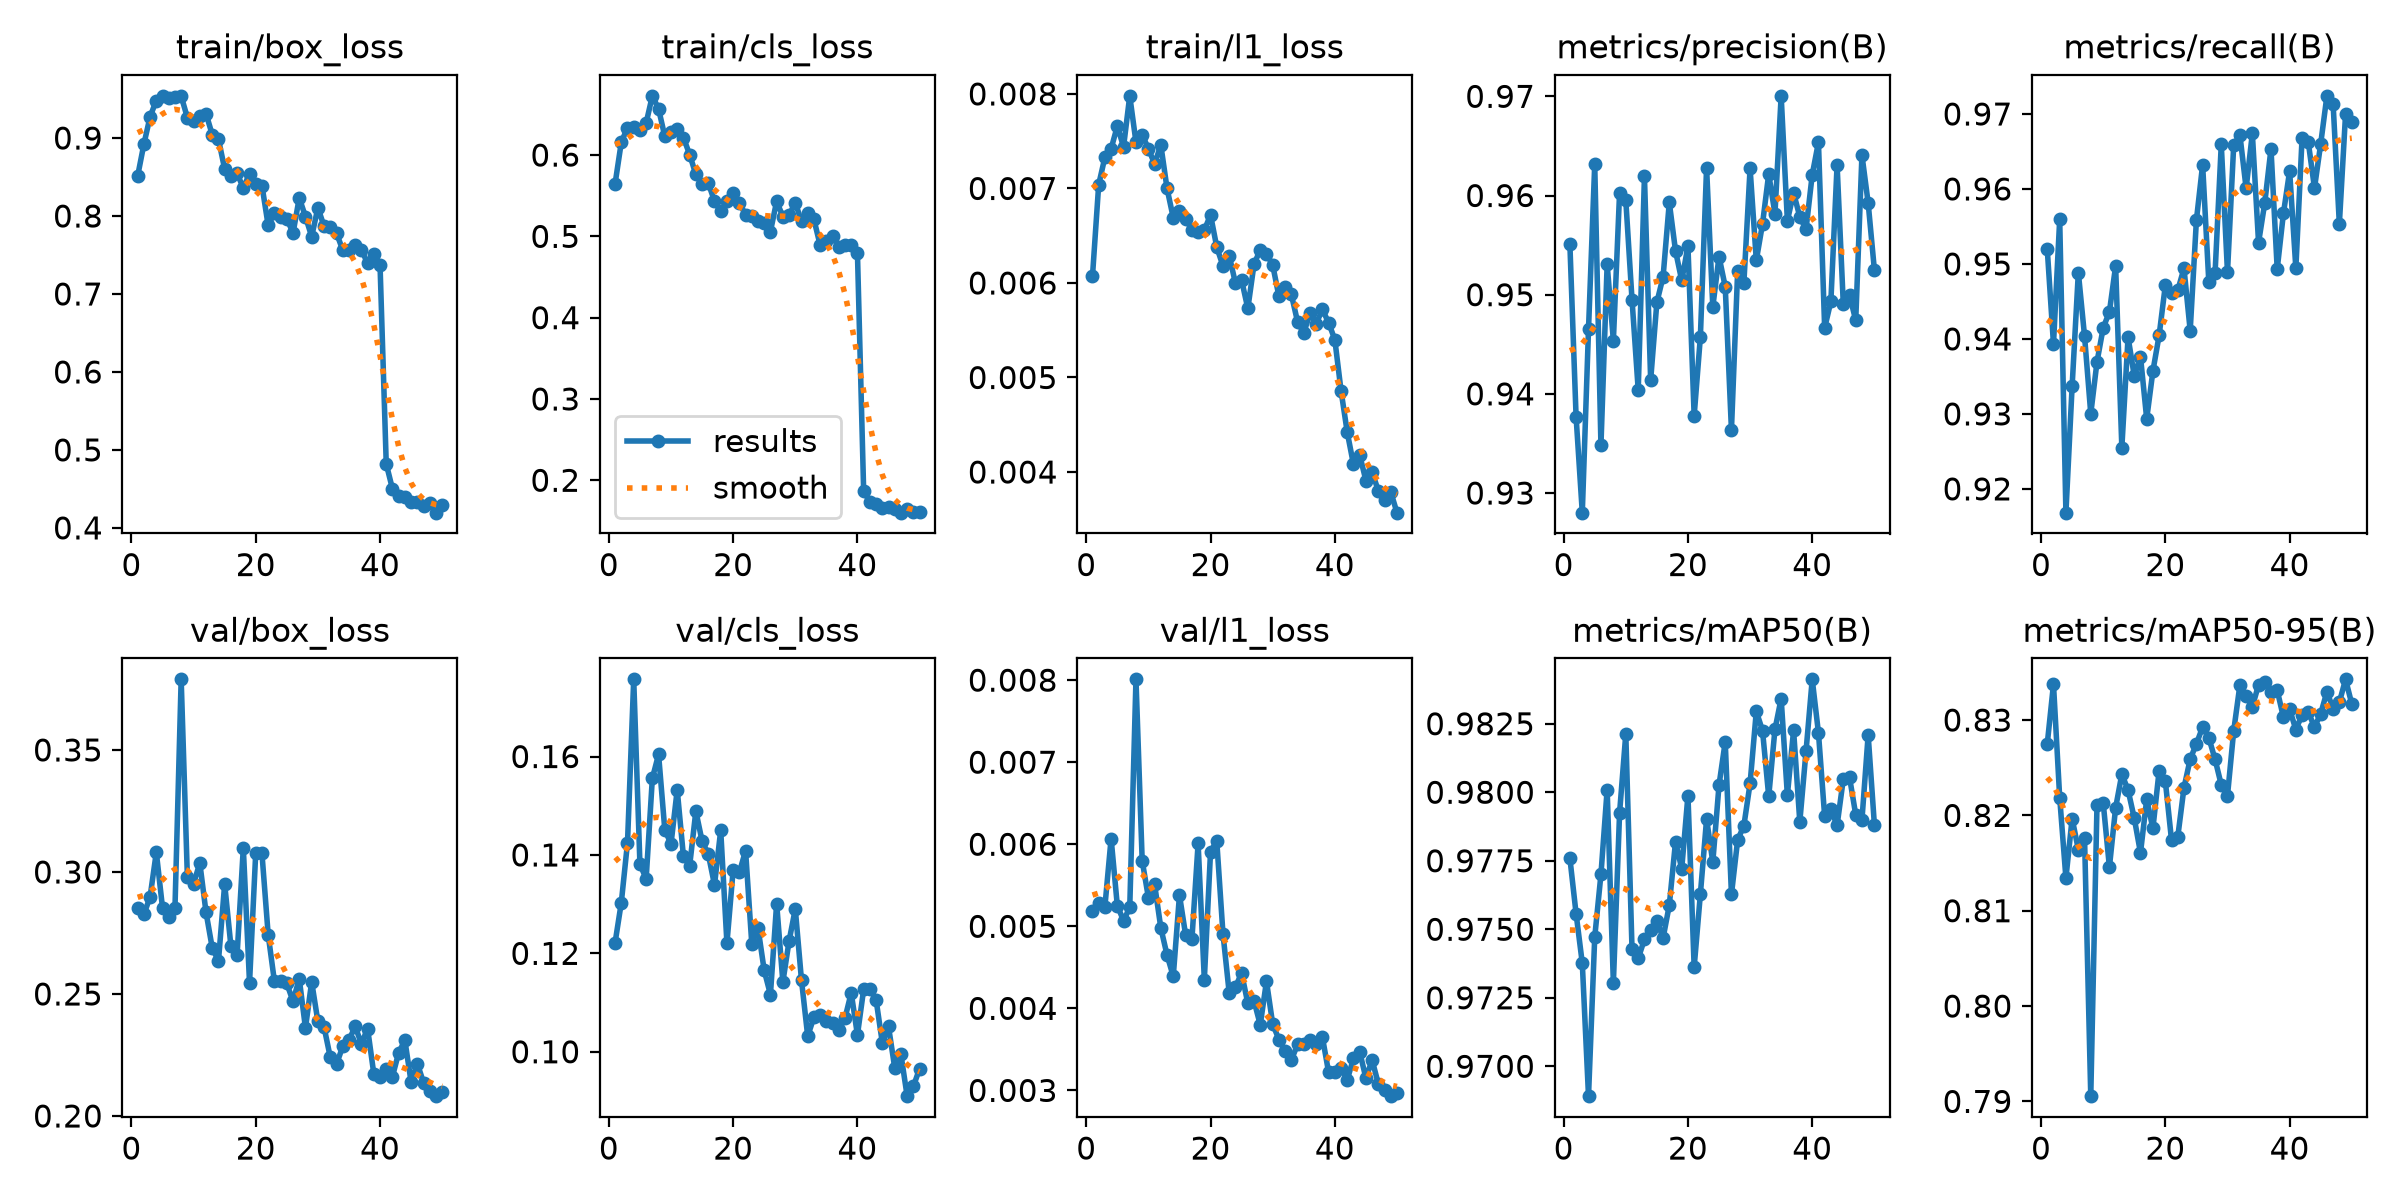 train/box_loss
train/cls_loss
train/l1_loss
metrics/precision(B)
metrics/recall(B)
0.9
0.8
0.7
0.6
0.5
0.4
0 20 40
0.6
0.5
0.4
0.3
0.2
results
smooth
0 20 40
0.008
0.007
0.006
0.005
0.004
0 20 40
0.97
0.96
0.95
0.94
0.93
0 20 40
0.97
0.96
0.95
0.94
0.93
0.92
0 20 40
val/box_loss
val/cls_loss
val/l1_loss
metrics/mAP50(B)
metrics/mAP50-95(B)
0.35
0.30
0.25
0.20
0 20 40
0.16
0.14
0.12
0.10
0 20 40
0.008
0.007
0.006
0.005
0.004
0.003
0 20 40
0.9825
0.9800
0.9775
0.9750
0.9725
0.9700
0 20 40
0.83
0.82
0.81
0.80
0.79
0 20 40